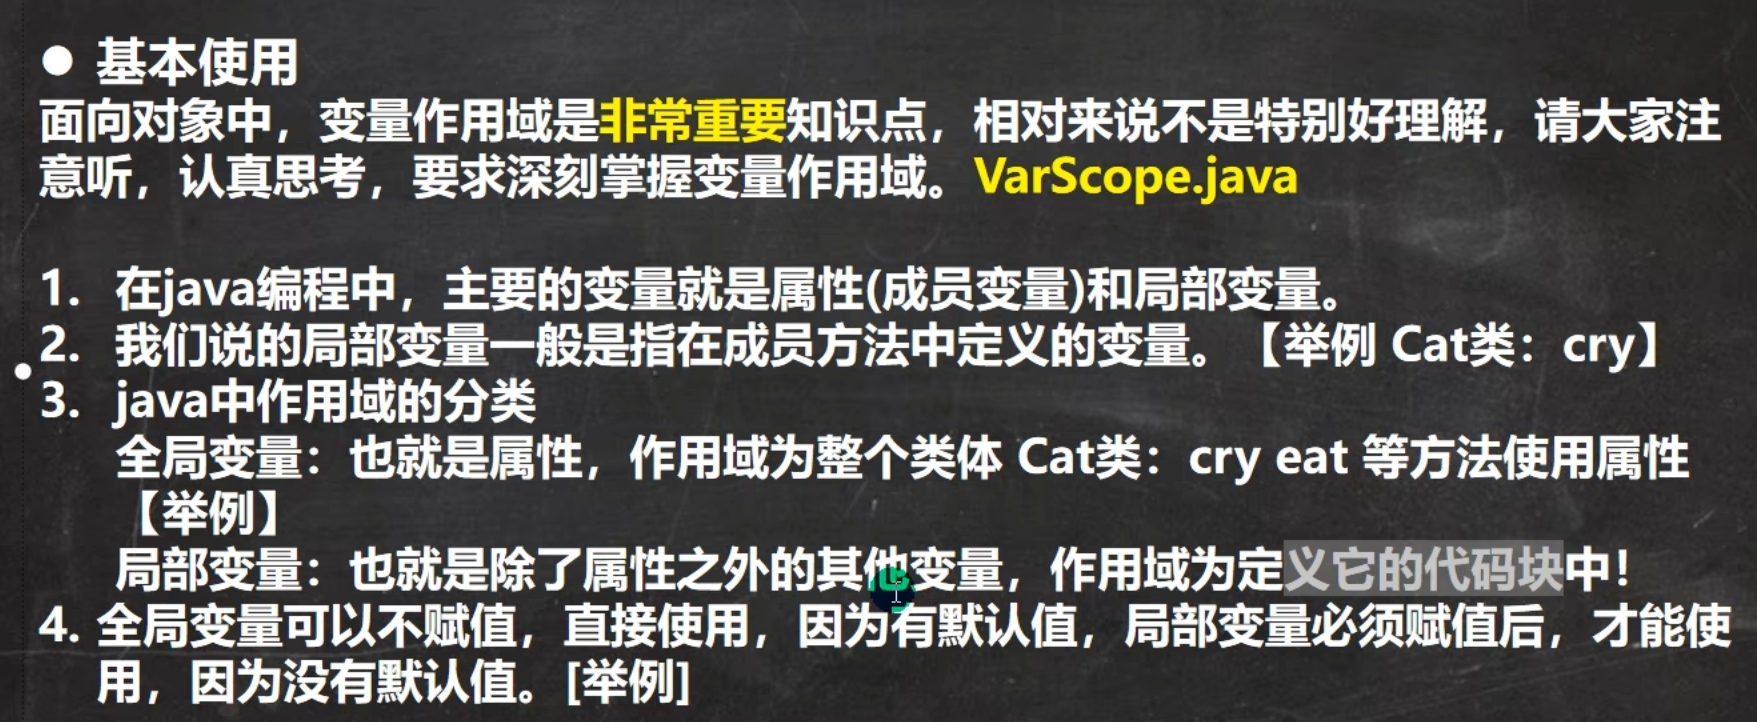 ● 基本使用
面向对象中，变量作用域是非常重要知识点，相对来说不是特别好理解，请大家注
意听，认真思考，要求深刻掌握变量作用域。VarScope.java
1. 在java编程中，主要的变量就是属性(成员变量)和局部变量。
2. 我们说的局部变量一般是指在成员方法中定义的变量。【举例 Cat类：cry】
3. java中作用域的分类
全局变量：也就是属性，作用域为整个类体 Cat类：cry eat 等方法使用属性
【举例】
局部变量：也就是除了属性之外的其他变量，作用域为定义它的代码块中！
4. 全局变量可以不赋值，直接使用，因为有默认值，局部变量必须赋值后，才能使
用，因为没有默认值。[举例]